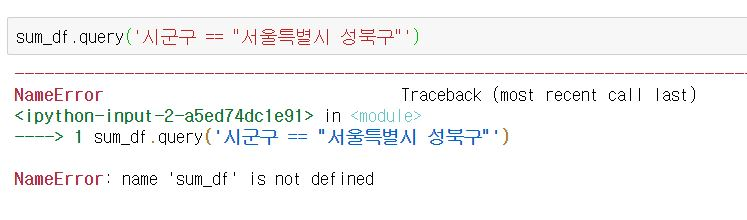 sum_df.query('시군구 == "서울특별시 성북구"')
---------------------------------------------------------------------------
NameError                                 Traceback (most recent call last)
<ipython-input-2-a5ed74dc1e91> in <module>
----> 1 sum_df.query('시군구 == "서울특별시 성북구"')
NameError: name 'sum_df' is not defined